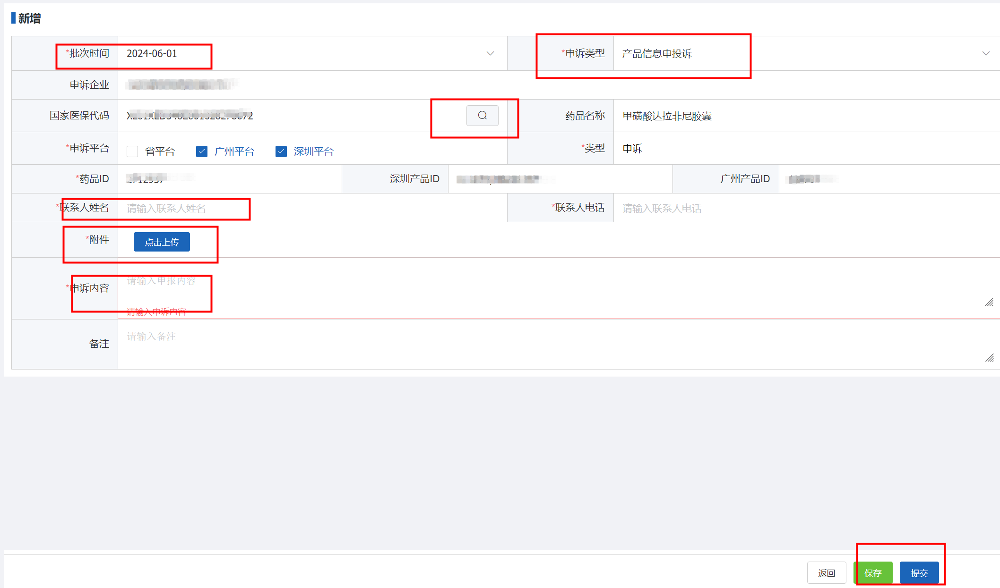 新增
*批次时间 2024-06-01 *申诉类型 产品信息申投诉
申诉企业
国家医保代码 药品名称 甲磺酸达拉非尼胶囊
*申诉平台 省平台 广州平台 深圳平台 *类型 申诉
*药品ID 深圳产品ID 广州产品ID
*联系人姓名 请输入联系人姓名 *联系人电话 请输入联系人电话
*附件 点击上传
*申诉内容 请输入申报内容
请输入申诉内容
备注 请输入备注
返回 保存 提交